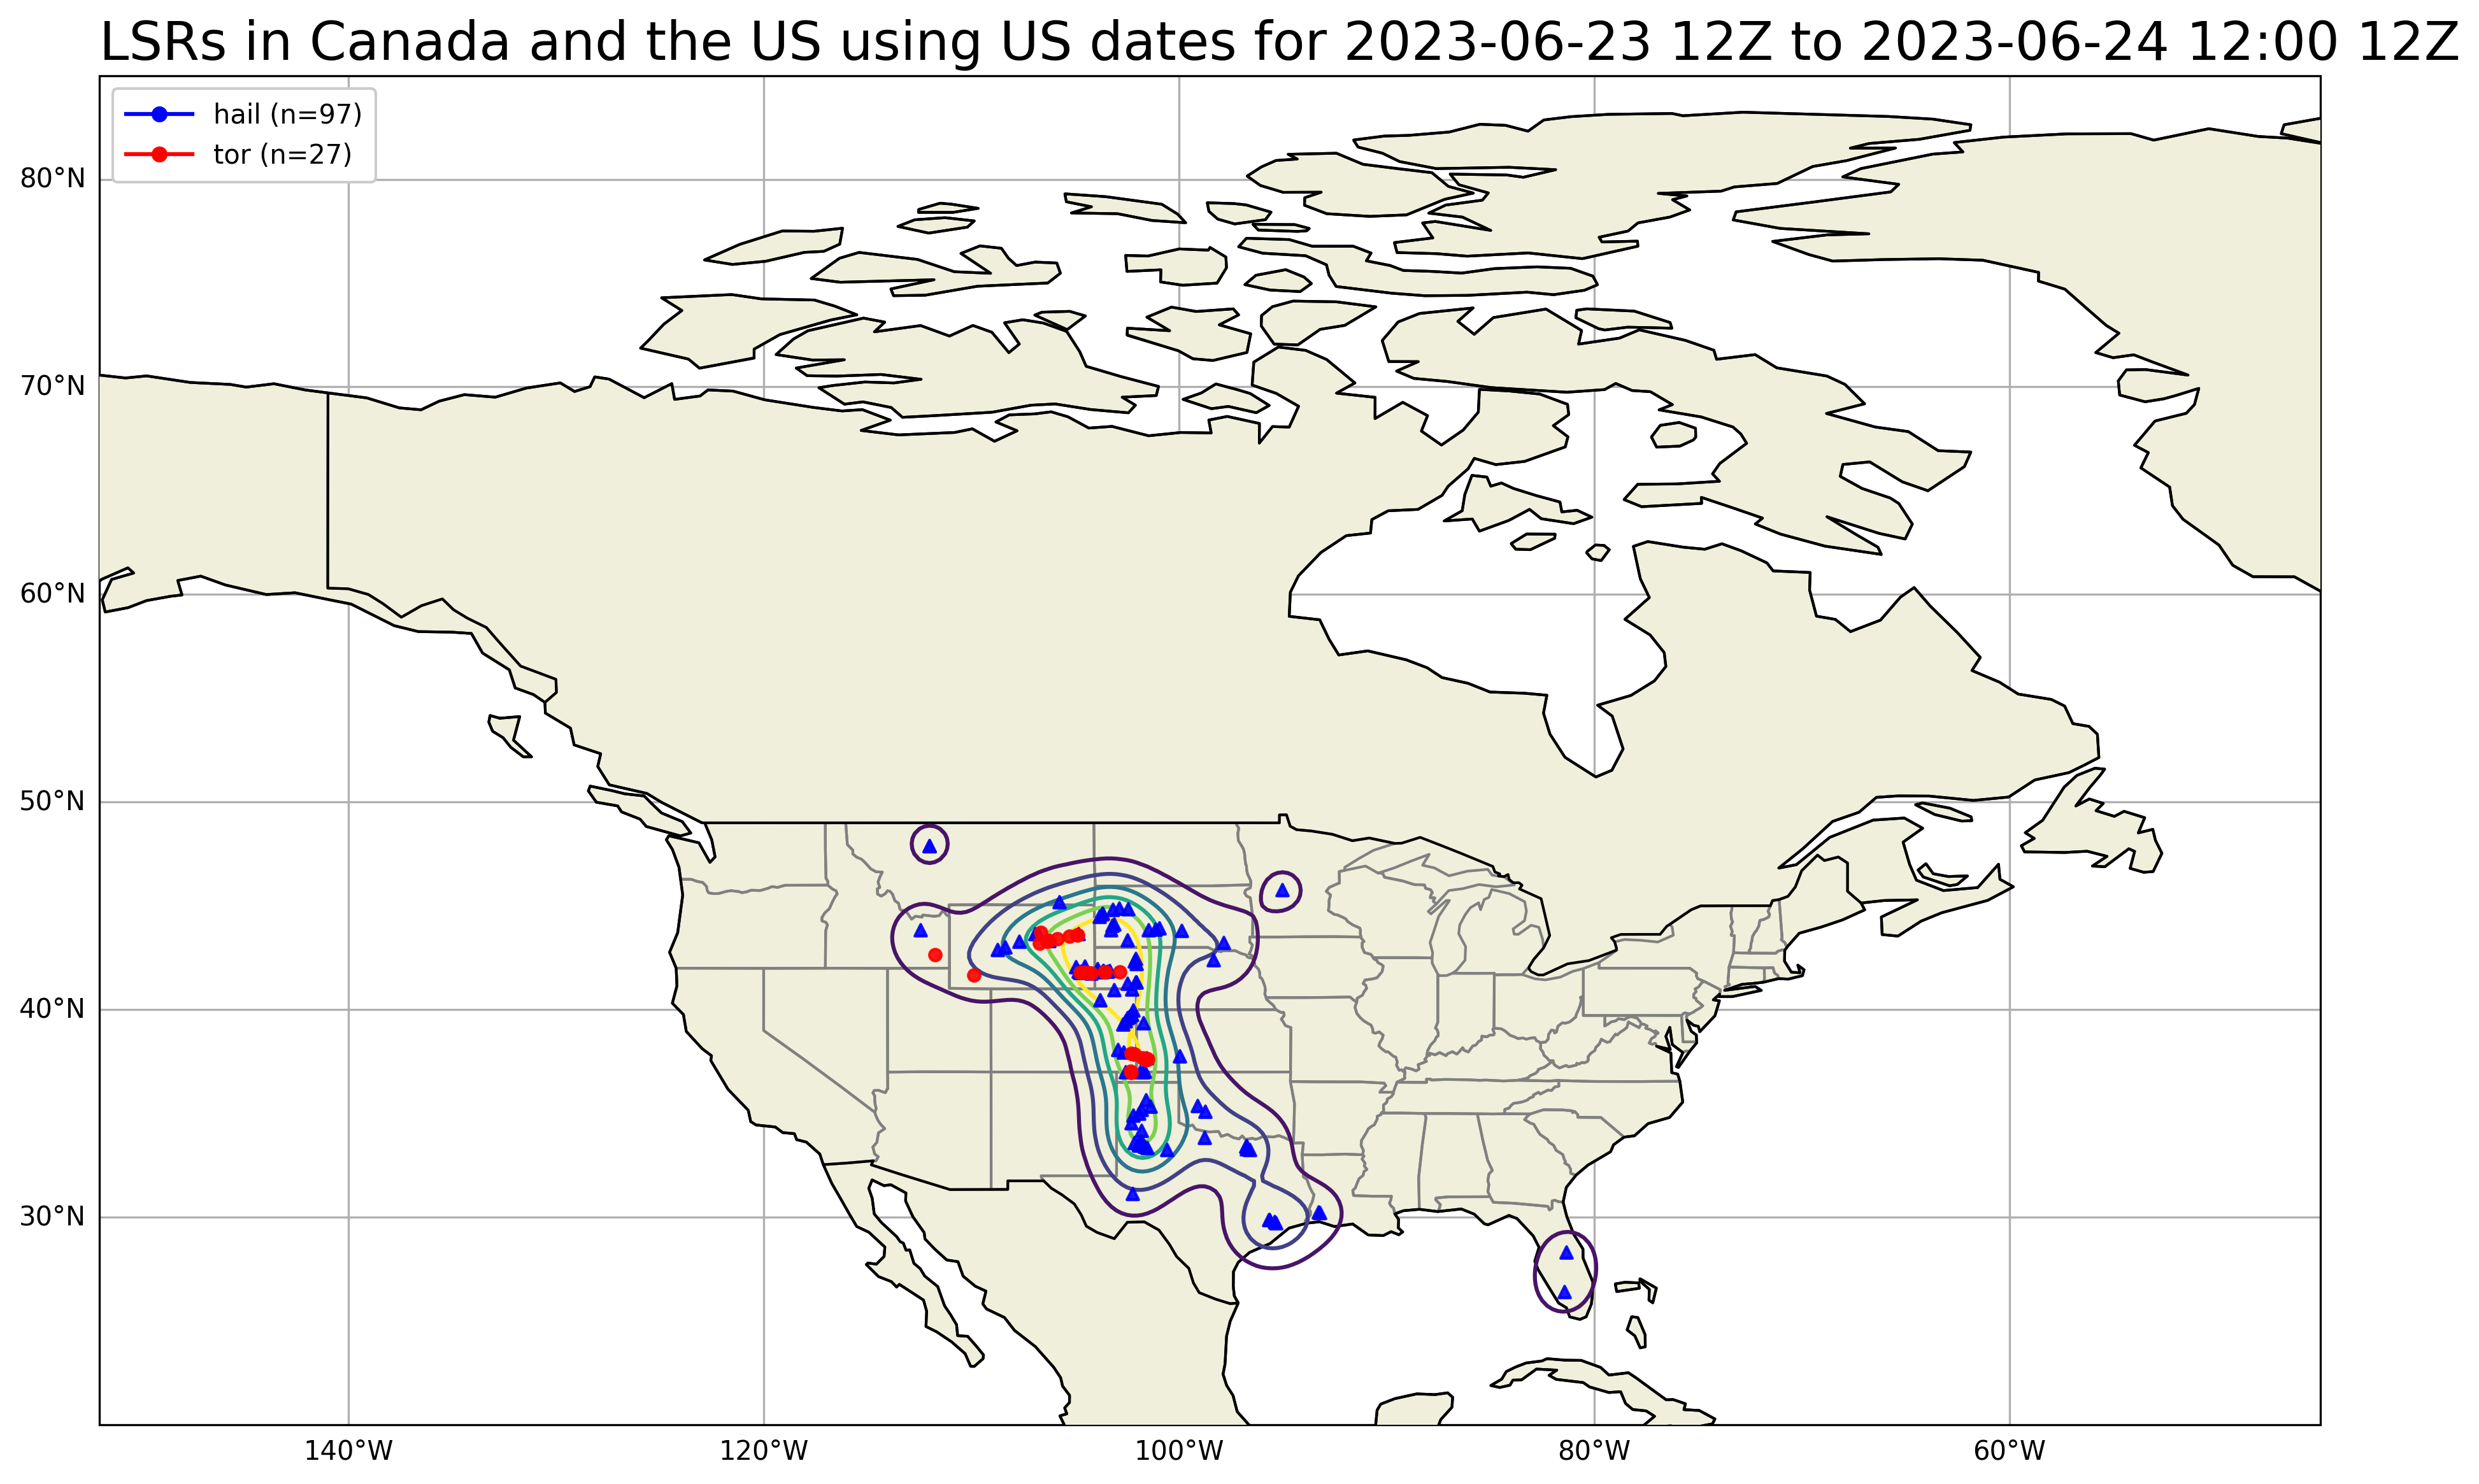 LSRs in Canada and the US using US dates for 2023-06-23 12Z to 2023-06-24 12:00 12Z
hail (n=97)
tor (n=27)
80°N
70°N
60°N
50°N
40°N
30°N
140°W 120°W 100°W 80°W 60°W